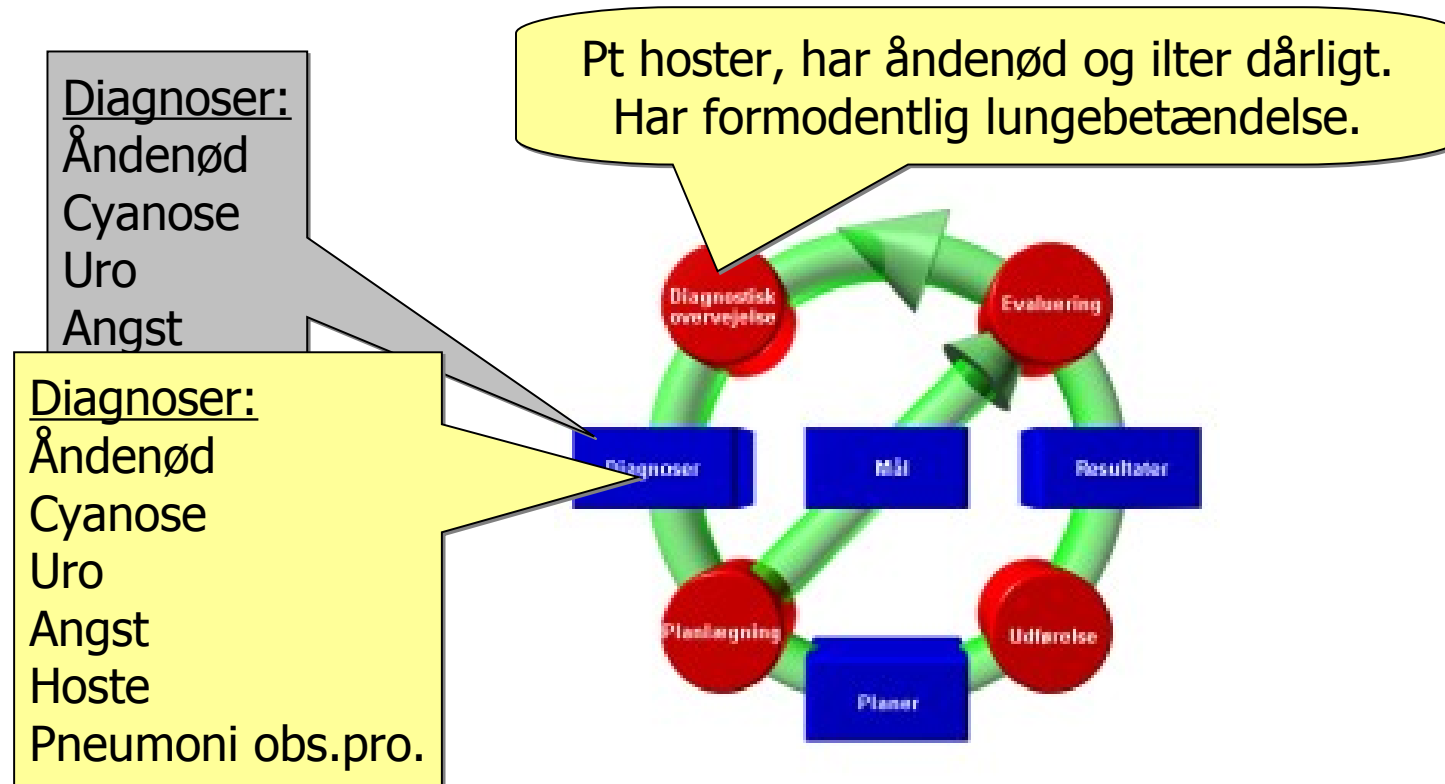 Pt hoster, har åndenød og ilter dårligt.
Har formodentlig lungebetændelse.
Diagnoser:
Åndenød
Cyanose
Uro
Angst
Diagnoser:
Åndenød
Cyanose
Uro
Angst
Hoste
Pneumoni obs.pro.
Diagnostisk
overvejelse
Evaluering
Diagnoser
Mål
Resultater
Planlægning
Udførelse
Planer